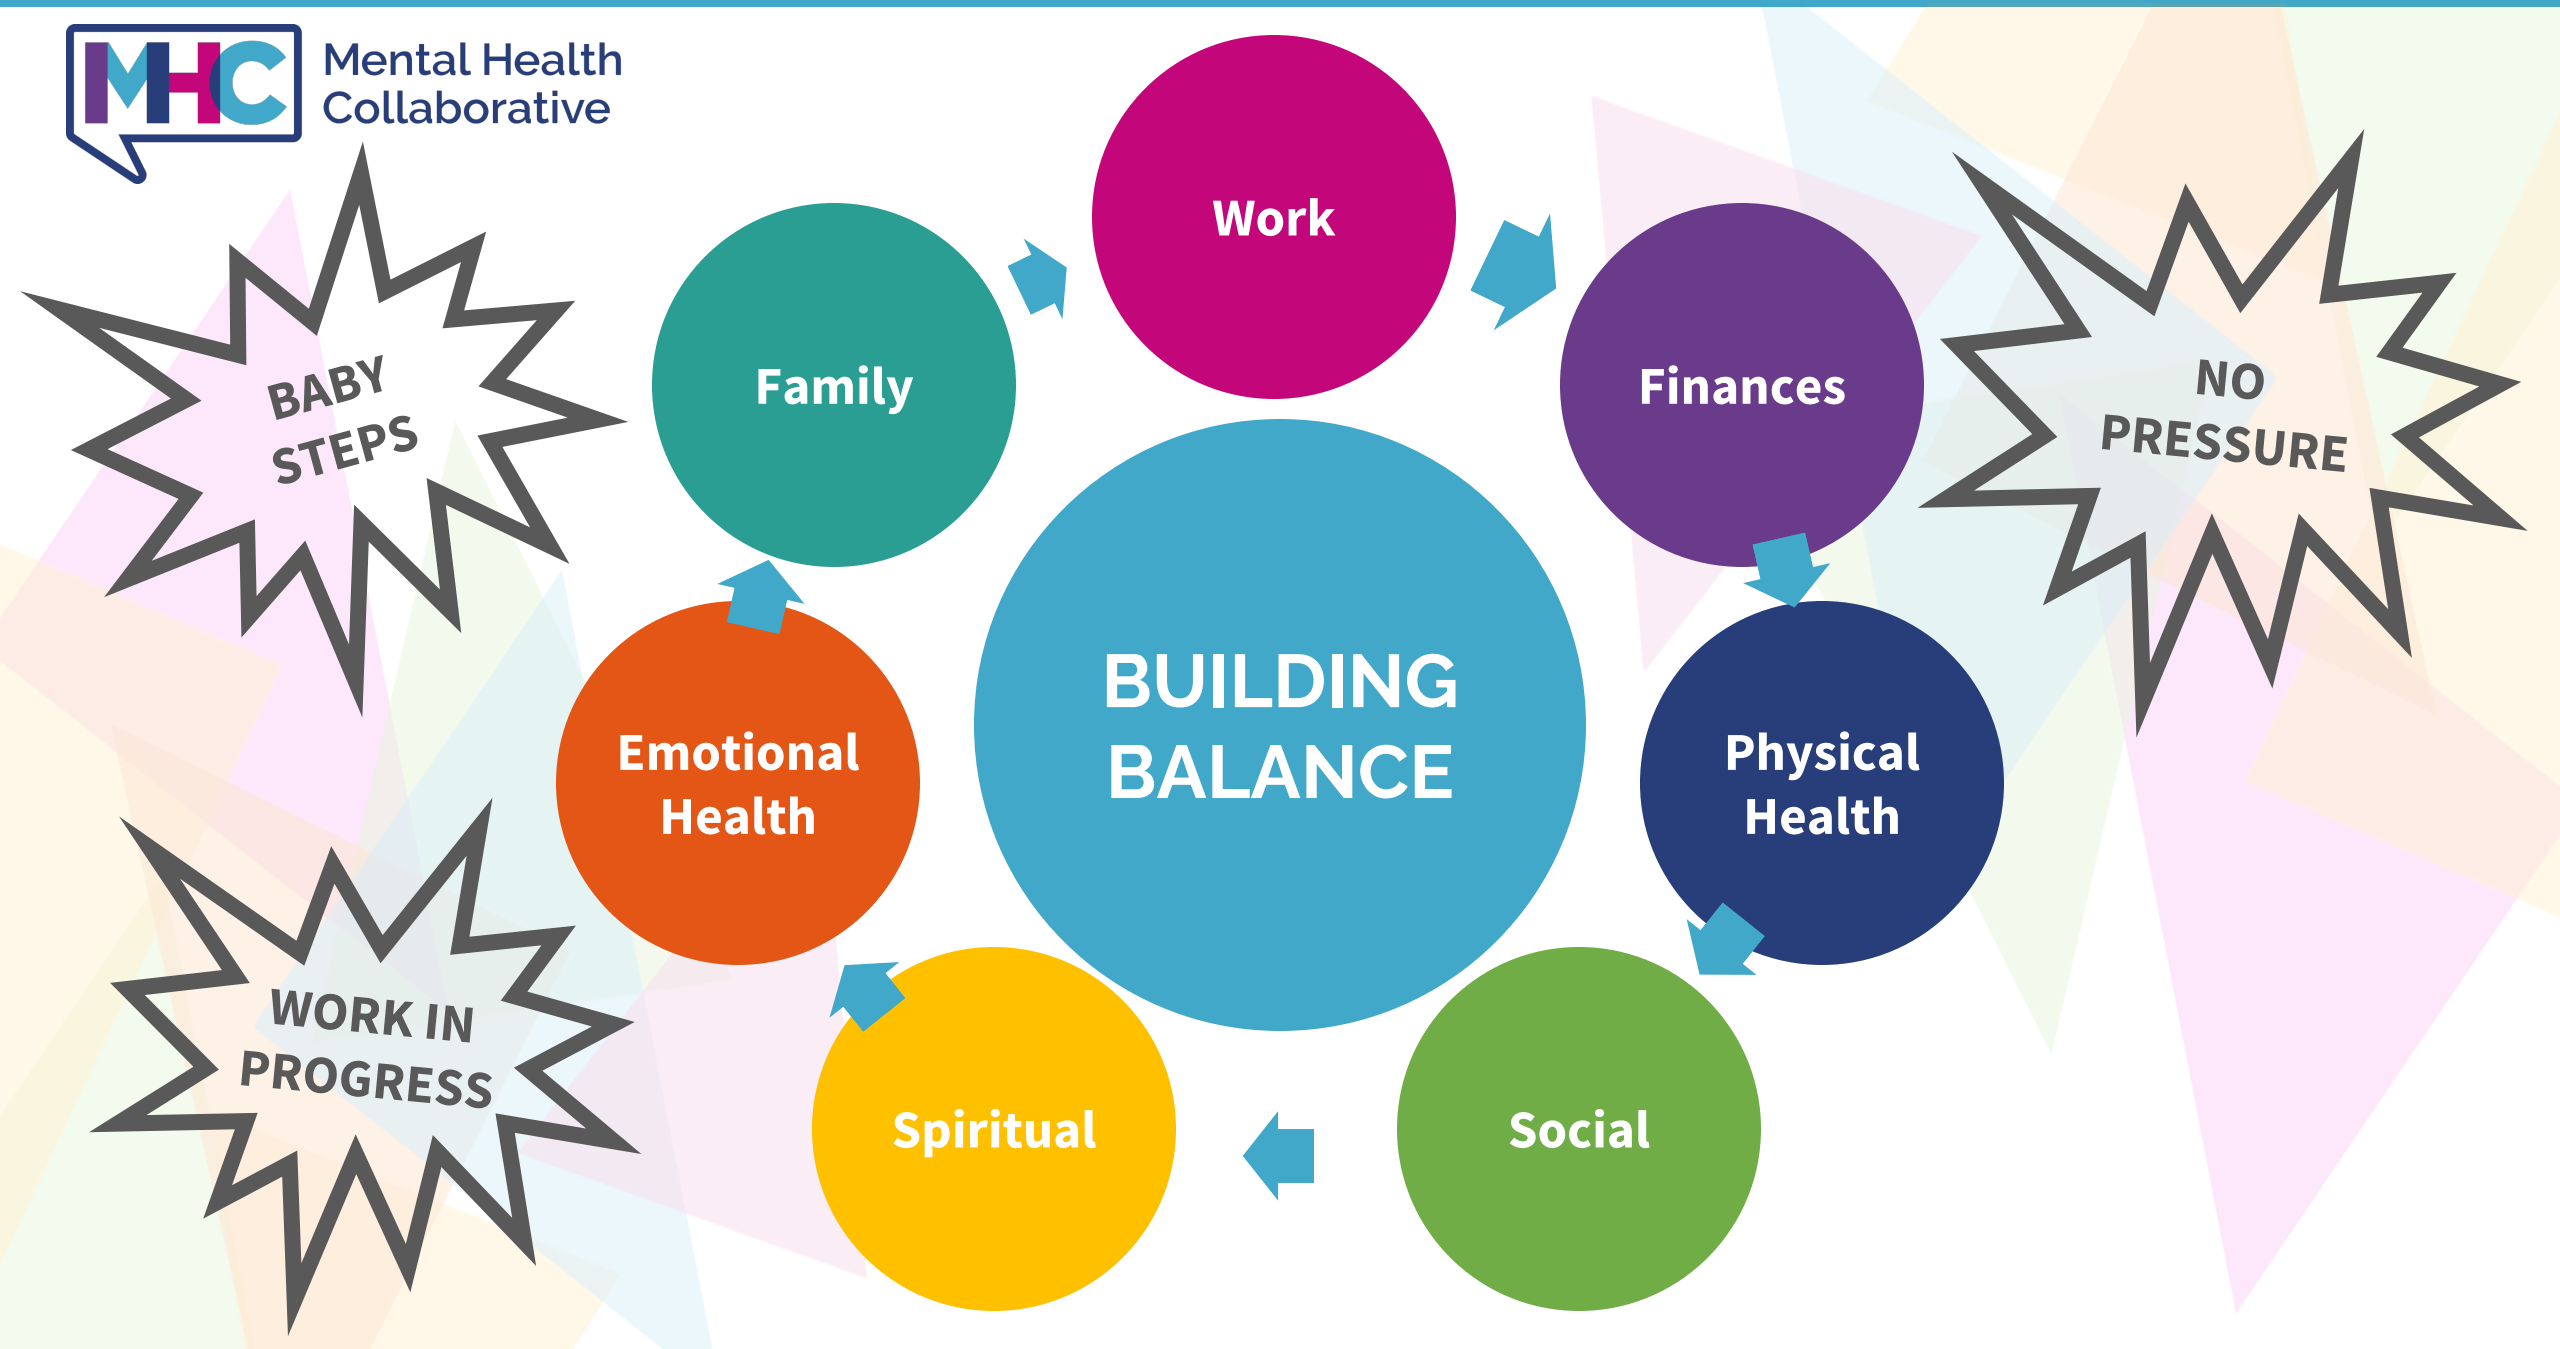 MHC
Mental Health
Collaborative
Work
Family
Finances
BABY
STEPS
NO
PRESSURE
BUILDING
BALANCE
Emotional
Health
Physical
Health
WORK IN
PROGRESS
Spiritual
Social